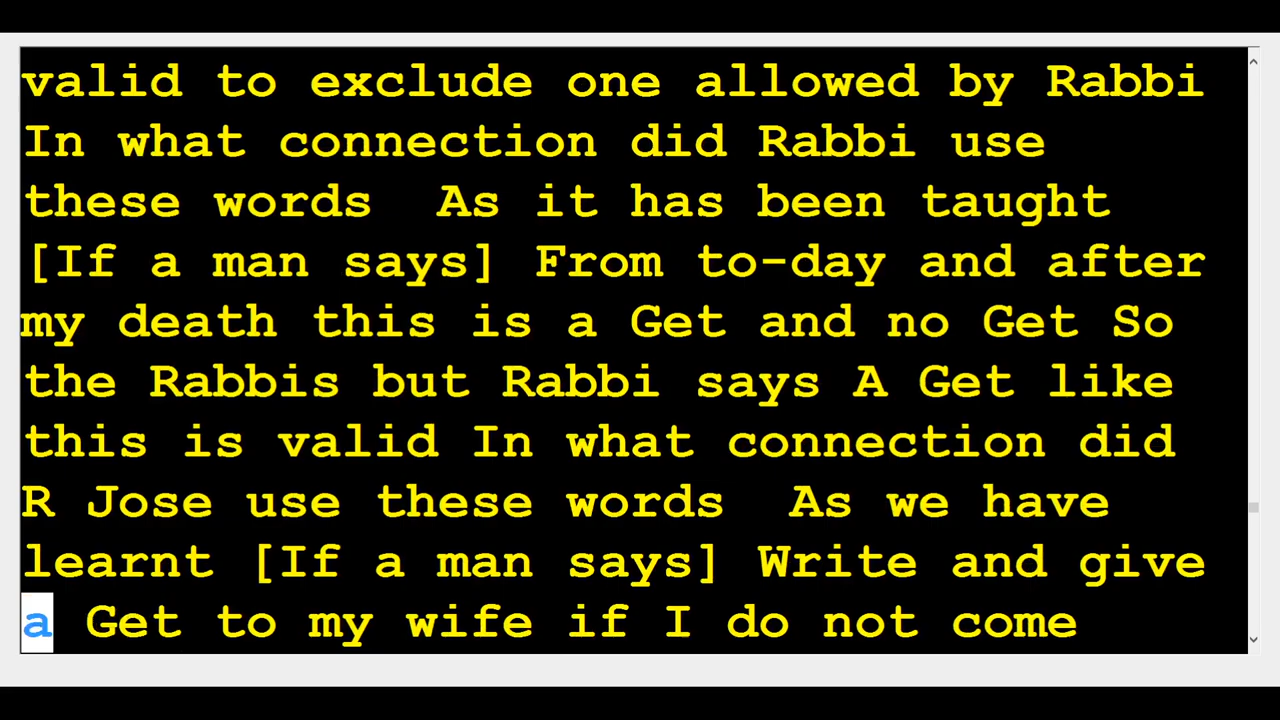 valid to exclude one allowed by Rabbi
In what connection did Rabbi use
these words  As it has been taught
[If a man says] From to-day and after
my death this is a Get and no Get So
the Rabbis but Rabbi says A Get like
this is valid In what connection did
R Jose use these words  As we have
learnt [If a man says] Write and give
a Get to my wife if I do not come